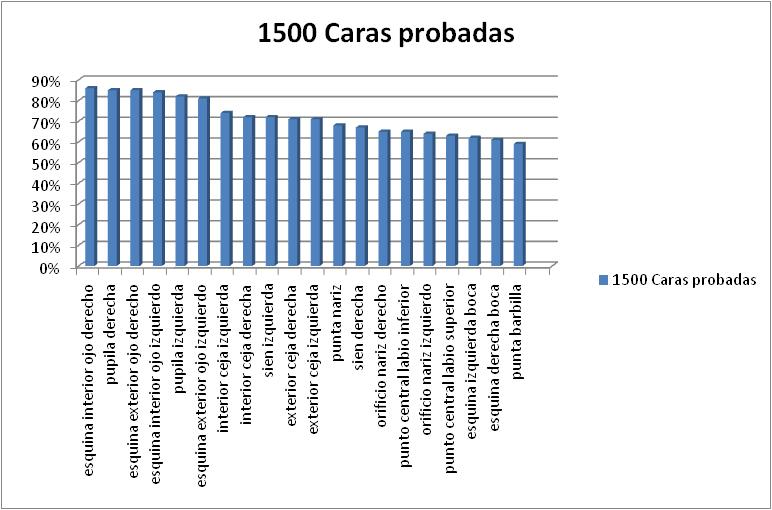 1500 Caras probadas
90%
80%
70%
60%
50%
40%
30%
20%
10%
0%
esquina interior ojo derecho
pupila derecha
esquina exterior ojo derecho
esquina interior ojo izquierdo
pupila izquierda
esquina exterior ojo izquierdo
interior ceja izquierda
interior ceja derecha
sien izquierda
exterior ceja derecha
exterior ceja izquierda
punta nariz
sien derecha
orificio nariz derecho
punto central labio inferior
orificio nariz izquierdo
punto central labio superior
esquina izquierda boca
esquina derecha boca
punta barbilla
1500 Caras probadas